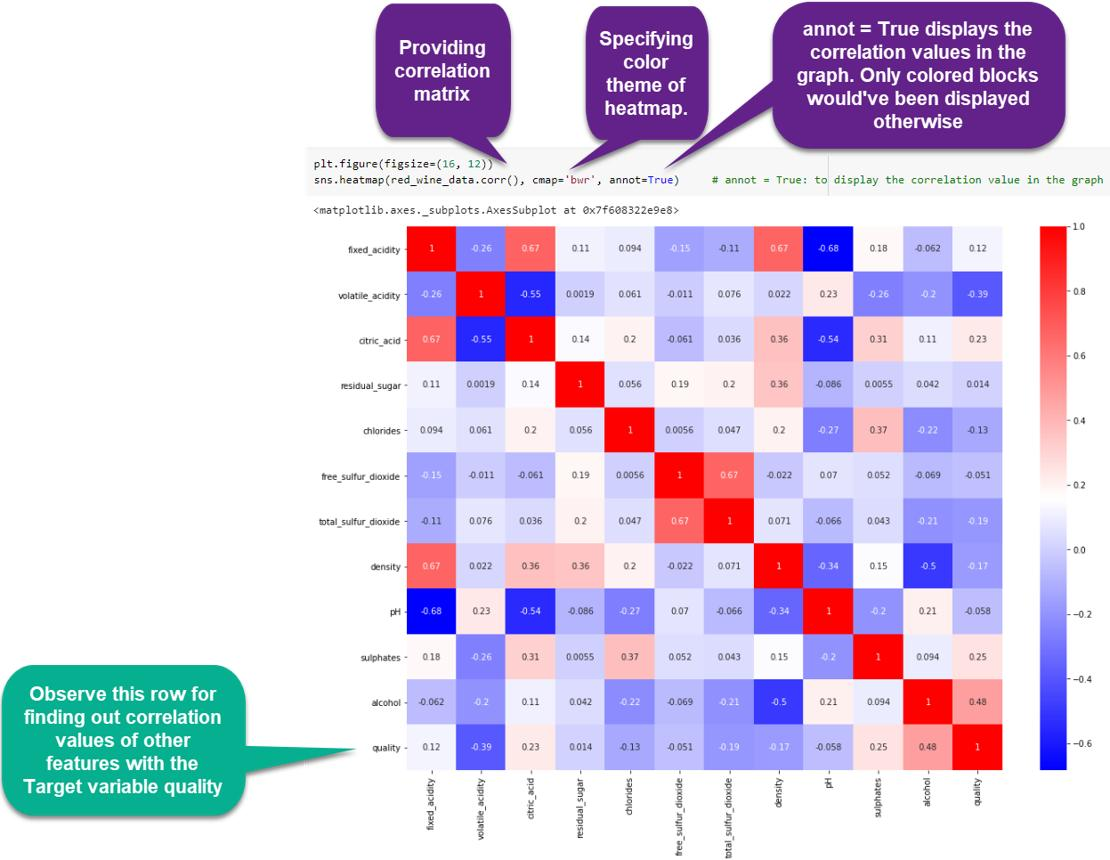 Providing
correlation
matrix
Specifying
color
theme of
heatmap.
annot = True displays the
correlation values in the
graph. Only colored blocks
would've been displayed
otherwise
plt.figure(figsize=(16, 12))
sns.heatmap(red_wine_data.corr(), cmap='bwr', annot=True) # annot = True: to display the correlation value in the graph
<matplotlib.axes._subplots.AxesSubplot at 0x7f608322e9e8>
fixed_acidity 1 -0.26 0.67 0.11 0.094 -0.15 -0.11 0.67 -0.68 0.18 -0.062 0.12
volatile_acidity -0.26 1 -0.55 0.0019 0.061 -0.011 0.076 0.022 0.23 -0.26 -0.2 -0.39
citric_acid 0.67 -0.55 1 0.14 0.2 -0.061 0.036 0.36 -0.54 0.31 0.11 0.23
residual_sugar 0.11 0.0019 0.14 1 0.056 0.19 0.2 0.36 -0.086 0.0055 0.042 0.014
chlorides 0.094 0.061 0.2 0.056 1 0.0056 0.047 0.2 -0.27 0.37 -0.22 -0.13
free_sulfur_dioxide -0.15 -0.011 -0.061 0.19 0.0056 1 0.67 -0.022 0.07 0.052 -0.069 -0.051
total_sulfur_dioxide -0.11 0.076 0.036 0.2 0.047 0.67 1 0.071 -0.066 0.043 -0.21 -0.19
density 0.67 0.022 0.36 0.36 0.2 -0.022 0.071 1 -0.34 0.15 -0.5 -0.17
pH -0.68 0.23 -0.54 -0.086 -0.27 0.07 -0.066 -0.34 1 -0.2 0.21 -0.058
sulphates 0.18 -0.26 0.31 0.0055 0.37 0.052 0.043 0.15 -0.2 1 0.094 0.25
alcohol -0.062 -0.2 0.11 0.042 -0.22 -0.069 -0.21 -0.5 0.21 0.094 1 0.48
quality 0.12 -0.39 0.23 0.014 -0.13 -0.051 -0.19 -0.17 -0.058 0.25 0.48 1
fixed_acidity
volatile_acidity
citric_acid
residual_sugar
chlorides
free_sulfur_dioxide
total_sulfur_dioxide
density
pH
sulphates
alcohol
quality
1.0
0.8
0.6
0.4
0.2
0.0
−0.2
−0.4
−0.6
Observe this row for
finding out correlation
values of other
features with the
Target variable quality